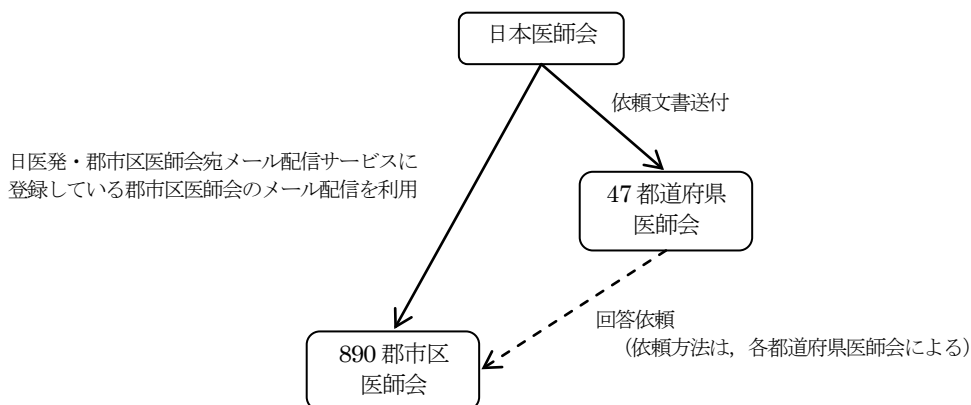 日本医師会
依頼文書送付
日医発・郡市区医師会宛メール配信サービスに
登録している郡市区医師会のメール配信を利用
47 都道府県
医師会
回答依頼
（依頼方法は，各都道府県医師会による）
890 郡市区
医師会